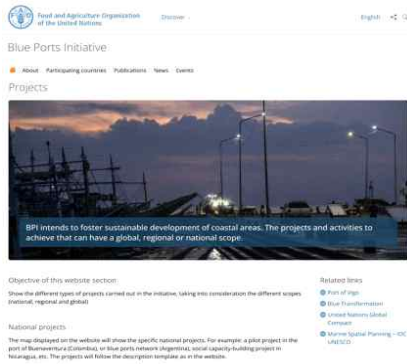 Food and Agriculture Organization
of the United Nations
Discover
English
Blue Ports Initiative
About Participating countries Publications News Events
Projects
BPI intends to foster sustainable development of coastal areas. The projects and activities to
achieve that can have a global, regional or national scope.
Objective of this website section
Show the different types of projects carried out in the initiative, taking into consideration the different scopes
(national, regional and global)
National projects
The map displayed on the website will show the specific national projects. For example: a pilot project in the
port of Buenaventura (Colombia), or blue ports network (Argentina), social capacity-building project in
Nicaragua, etc. The projects will follow the description template as in the website.
Related links
Port of Vigo
Blue Transformation
United Nations Global
Compact
Marine Spatial Planning – IOC
UNESCO